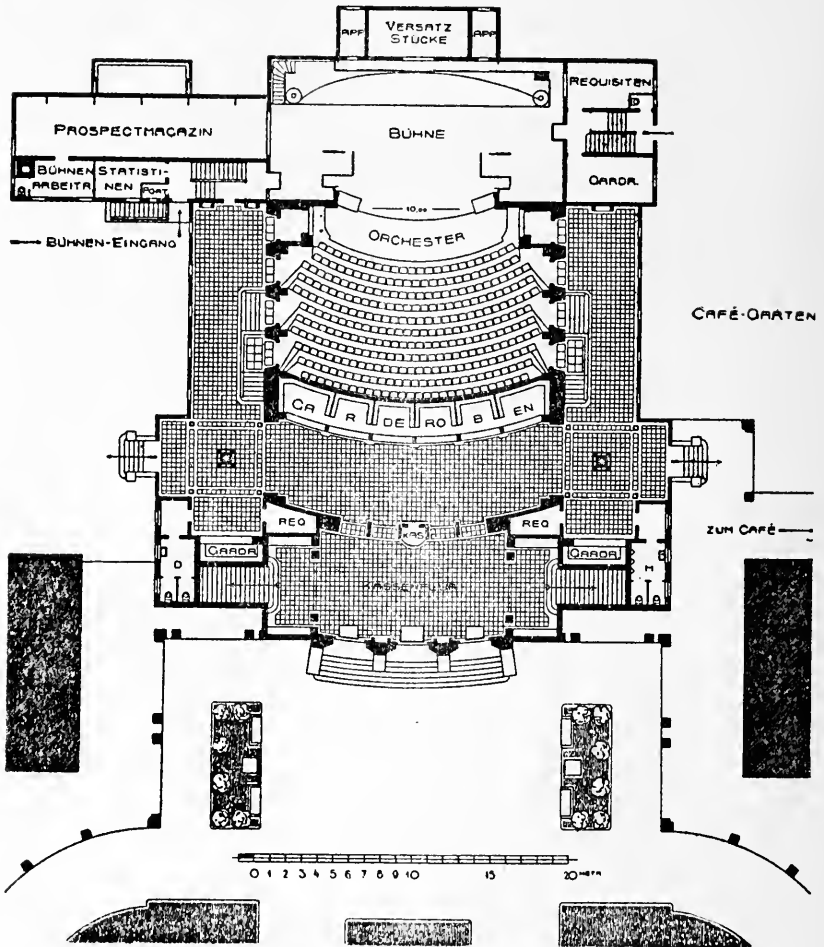 APP
VERSATZ
STÜCKE
APP
REQUISITEN
PROSPECTMAGAZIN
BÜHNE
BÜHNEN
ARBEITR
STATISTI-
NEN
PORT
GARDR.
10,00
ORCHESTER
BÜHNEN-EINGANG
CAFÉ-GARTEN
GA R DE RO B EN
REQ
KAS
REQ
ZUM CAFÉ
GARDR
GARDR
D
H
KASSENFLUR
0 1 2 3 4 5 6 7 8 9 10 15 20 METR